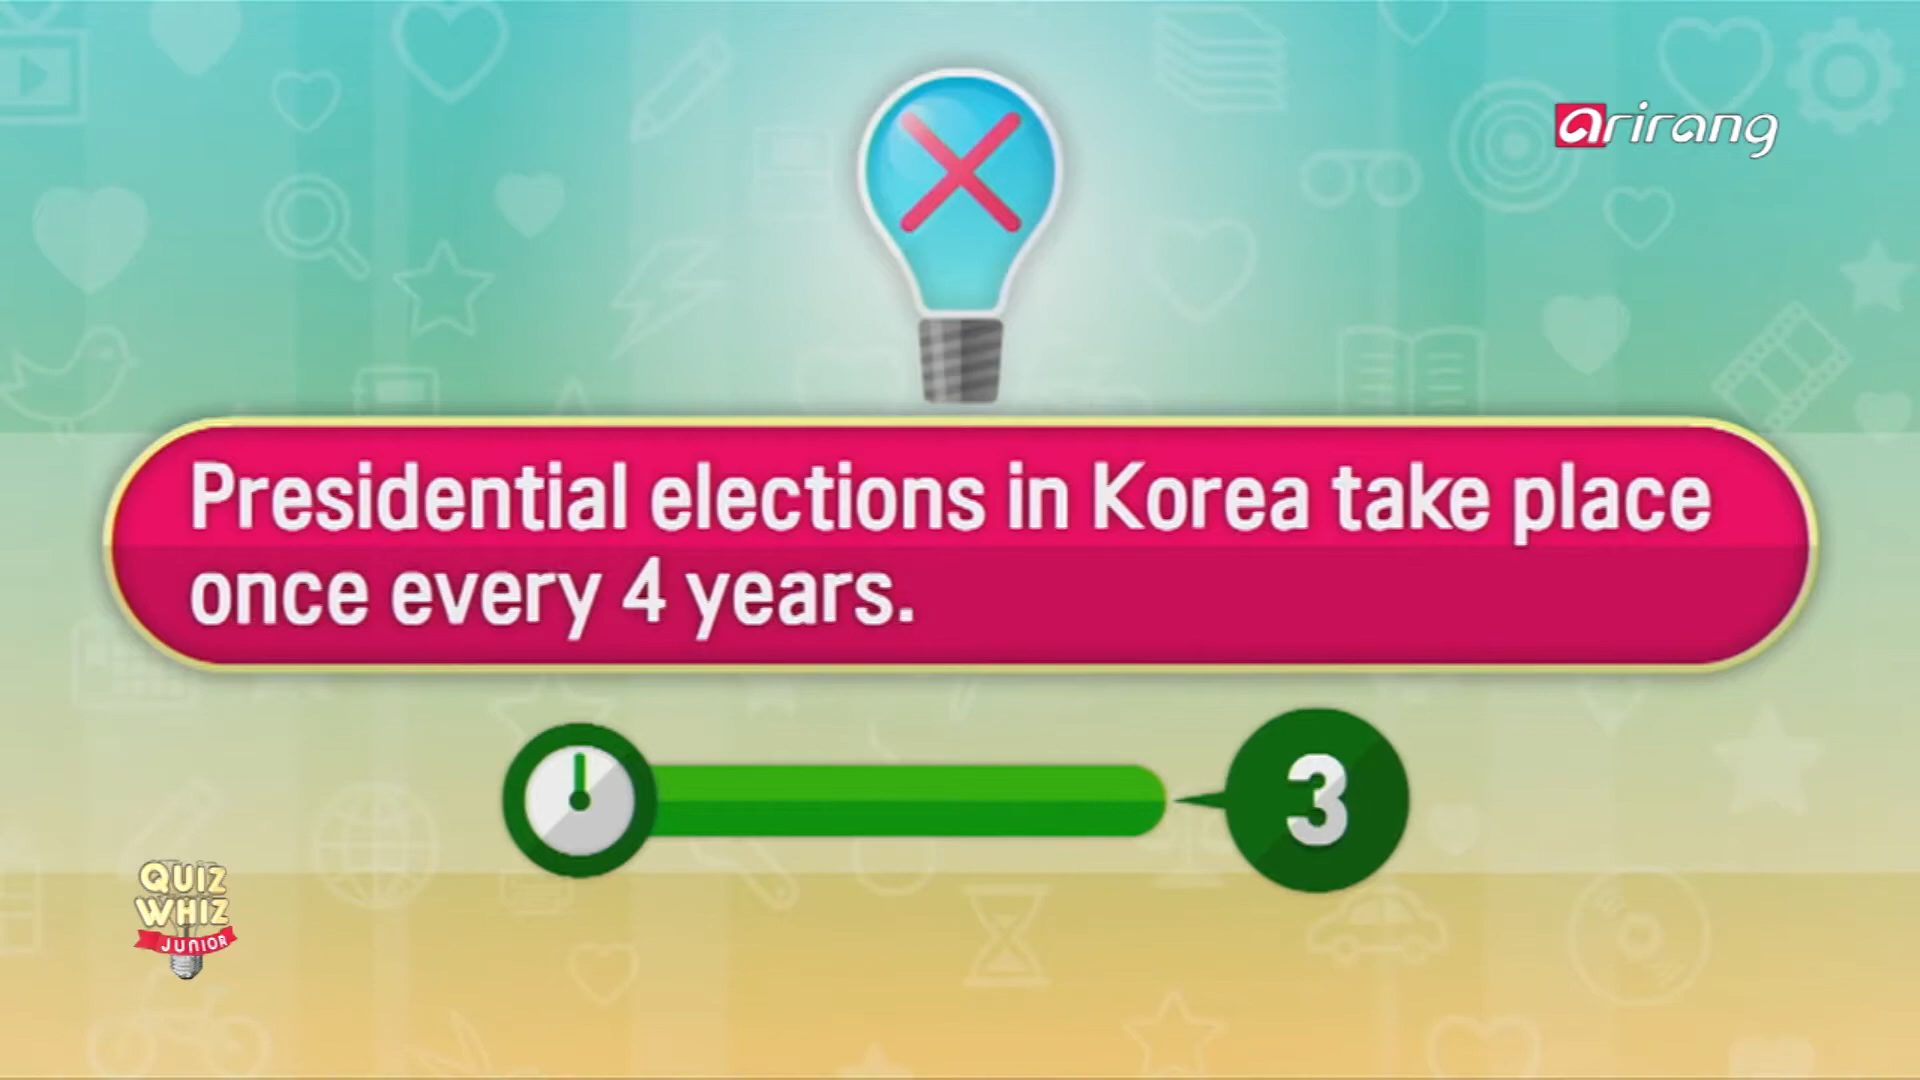 arirang
Presidential elections in Korea take place
once every 4 years.
3
QUIZ
WHIZ
JUNIOR